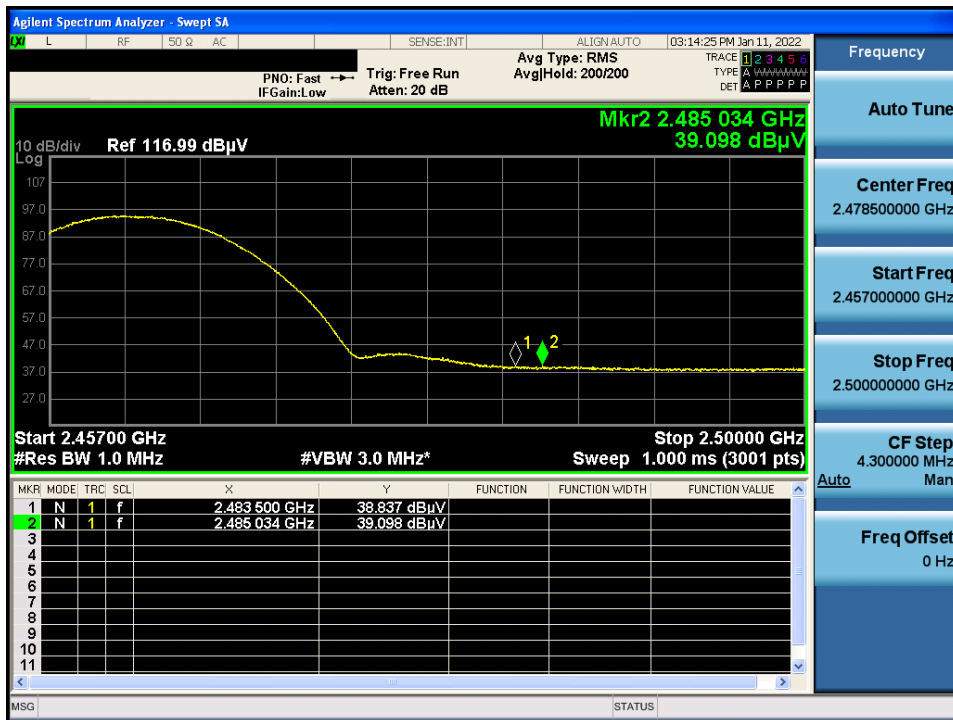 Agilent Spectrum Analyzer - Swept SA
LXI L RF 50 Ω AC SENSE:INT ALIGN AUTO 03:14:25 PM Jan 11, 2022
PNO: Fast
IFGain:Low
Trig: Free Run
Atten: 20 dB
Avg Type: RMS
Avg|Hold: 200/200
TRACE 1 2 3 4 5 6
TYPE A
DET A P P P P P
Mkr2 2.485 034 GHz
39.098 dBµV
10 dB/div Ref 116.99 dBµV
Log
107
97.0
87.0
77.0
67.0
57.0
47.0
37.0
27.0
1
2
Start 2.45700 GHz Stop 2.50000 GHz
#Res BW 1.0 MHz #VBW 3.0 MHz* Sweep 1.000 ms (3001 pts)
MKR MODE TRC SCL X Y FUNCTION FUNCTION WIDTH FUNCTION VALUE
1 N 1 f 2.483 500 GHz 38.837 dBµV
2 N 1 f 2.485 034 GHz 39.098 dBµV
3
4
5
6
7
8
9
10
11
MSG STATUS
Frequency
Auto Tune
Center Freq
2.478500000 GHz
Start Freq
2.457000000 GHz
Stop Freq
2.500000000 GHz
CF Step
4.300000 MHz
Auto Man
Freq Offset
0 Hz